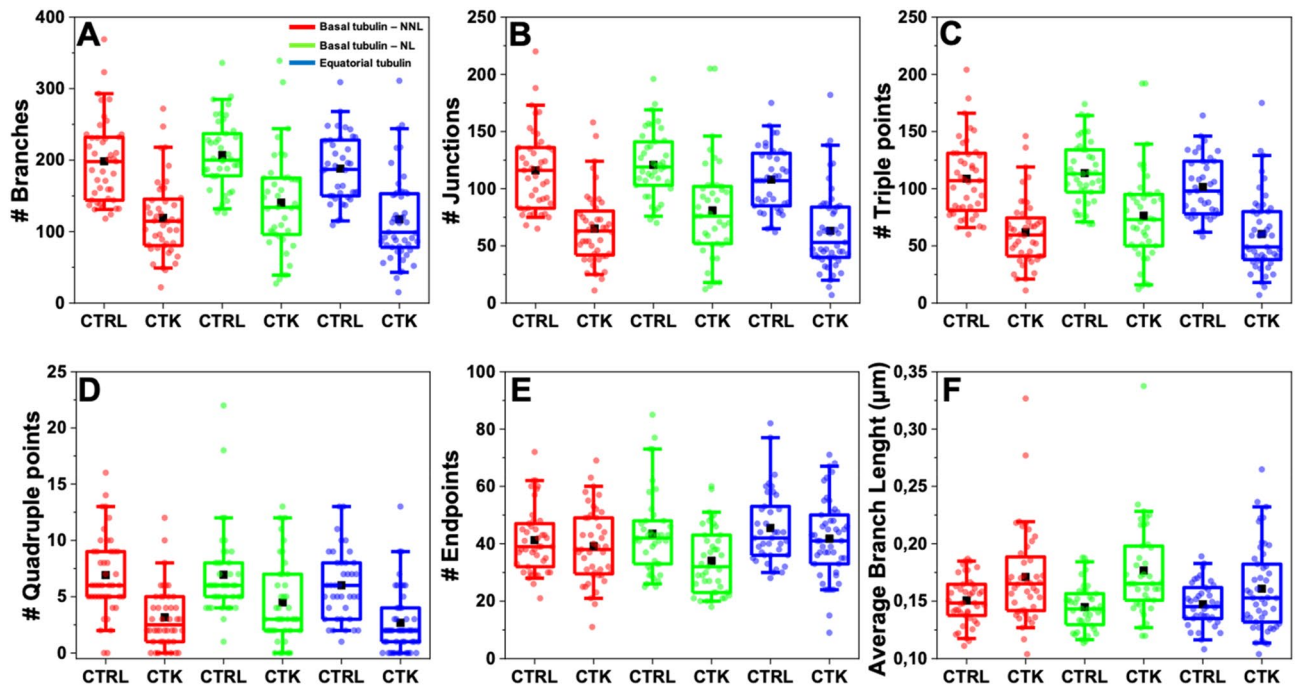 A
# Branches
400
300
200
100
0
Basal tubulin – NNL
Basal tubulin – NL
Equatorial tubulin
CTRL CTK CTRL CTK CTRL CTK
B
# Junctions
250
200
150
100
50
0
CTRL CTK CTRL CTK CTRL CTK
C
# Triple points
250
200
150
100
50
0
CTRL CTK CTRL CTK CTRL CTK
D
# Quadruple points
25
20
15
10
5
0
CTRL CTK CTRL CTK CTRL CTK
E
# Endpoints
100
80
60
40
20
0
CTRL CTK CTRL CTK CTRL CTK
F
Average Branch Lenght (µm)
0,35
0,30
0,25
0,20
0,15
0,10
CTRL CTK CTRL CTK CTRL CTK